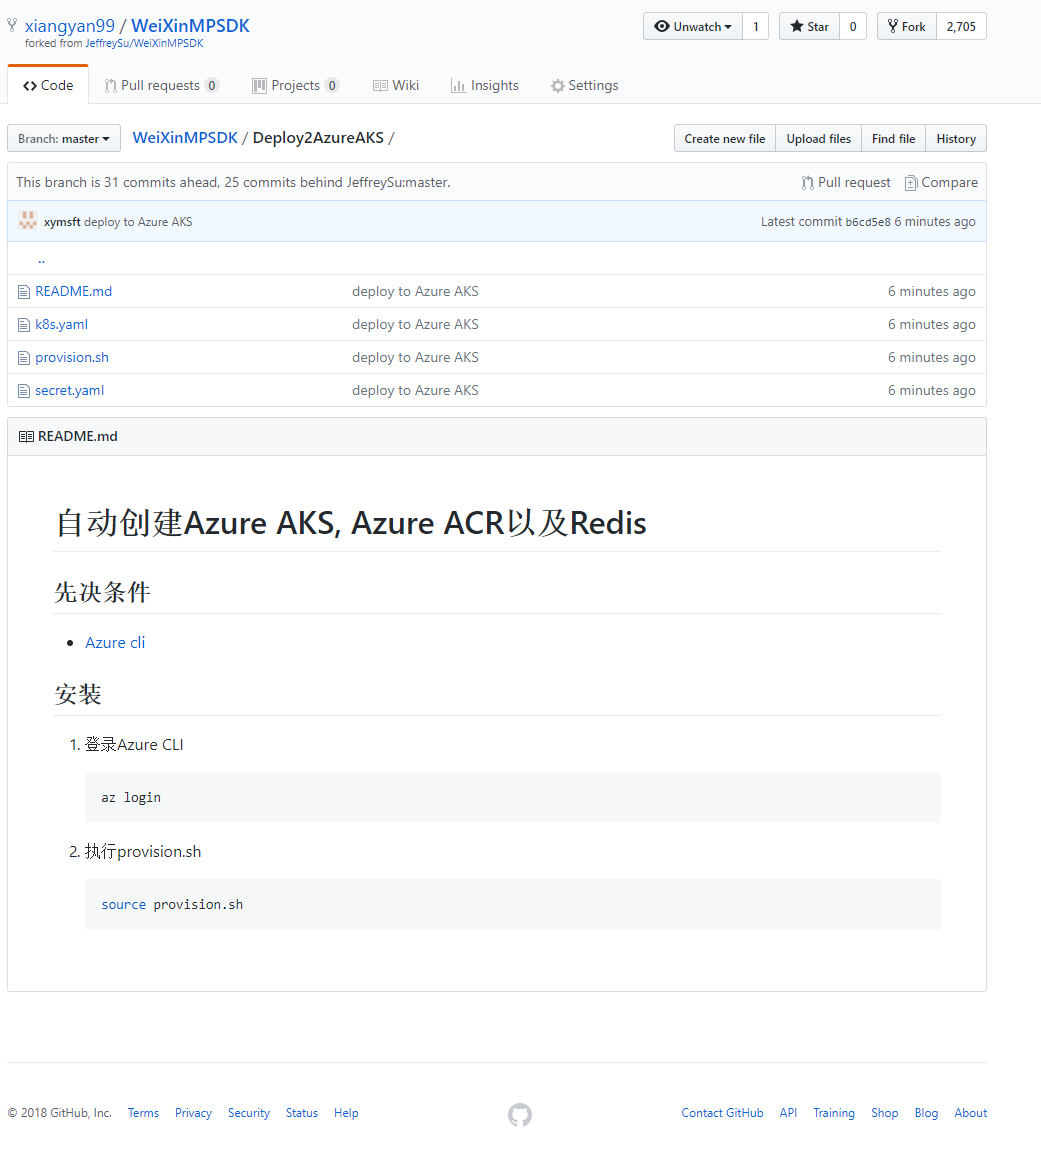 xiangyan99 / WeiXinMPSDK
Unwatch 1 Star 0 Fork 2,705
forked from JeffreySu/WeiXinMPSDK
Code Pull requests 0 Projects 0 Wiki Insights Settings
Branch: master WeiXinMPSDK / Deploy2AzureAKS / Create new file Upload files Find file History
This branch is 31 commits ahead, 25 commits behind JeffreySu:master. Pull request Compare
xymsft deploy to Azure AKS Latest commit b6cd5e8 6 minutes ago
..
README.md deploy to Azure AKS 6 minutes ago
k8s.yaml deploy to Azure AKS 6 minutes ago
provision.sh deploy to Azure AKS 6 minutes ago
secret.yaml deploy to Azure AKS 6 minutes ago
README.md
自动创建Azure AKS, Azure ACR以及Redis
先决条件
• Azure cli
安装
1. 登录Azure CLI
az login
2. 执行provision.sh
source provision.sh
© 2018 GitHub, Inc. Terms Privacy Security Status Help Contact GitHub API Training Shop Blog About